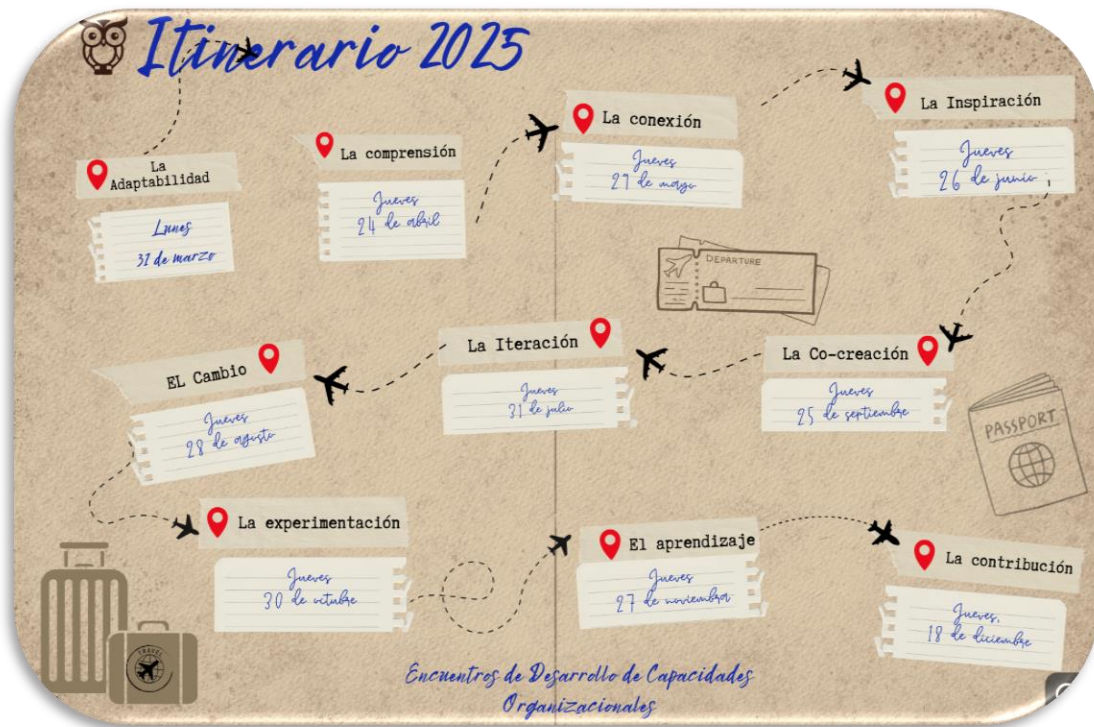 Itinerario 2025
La
Adaptabilidad
Lunes
31 de marzo
La comprensión
Jueves
24 de abril
La conexión
Jueves
29 de mayo
La Inspiración
Jueves
26 de junio
DEPARTURE
La Co-creación
Jueves
25 de septiembre
La Iteración
Jueves
31 de julio
EL Cambio
Jueves
28 de agosto
PASSPORT
La experimentación
Jueves
30 de octubre
El aprendizaje
Jueves
27 de noviembre
La contribución
Jueves,
18 de diciembre
TRAVEL
Encuentros de Desarrollo de Capacidades
Organizacionales